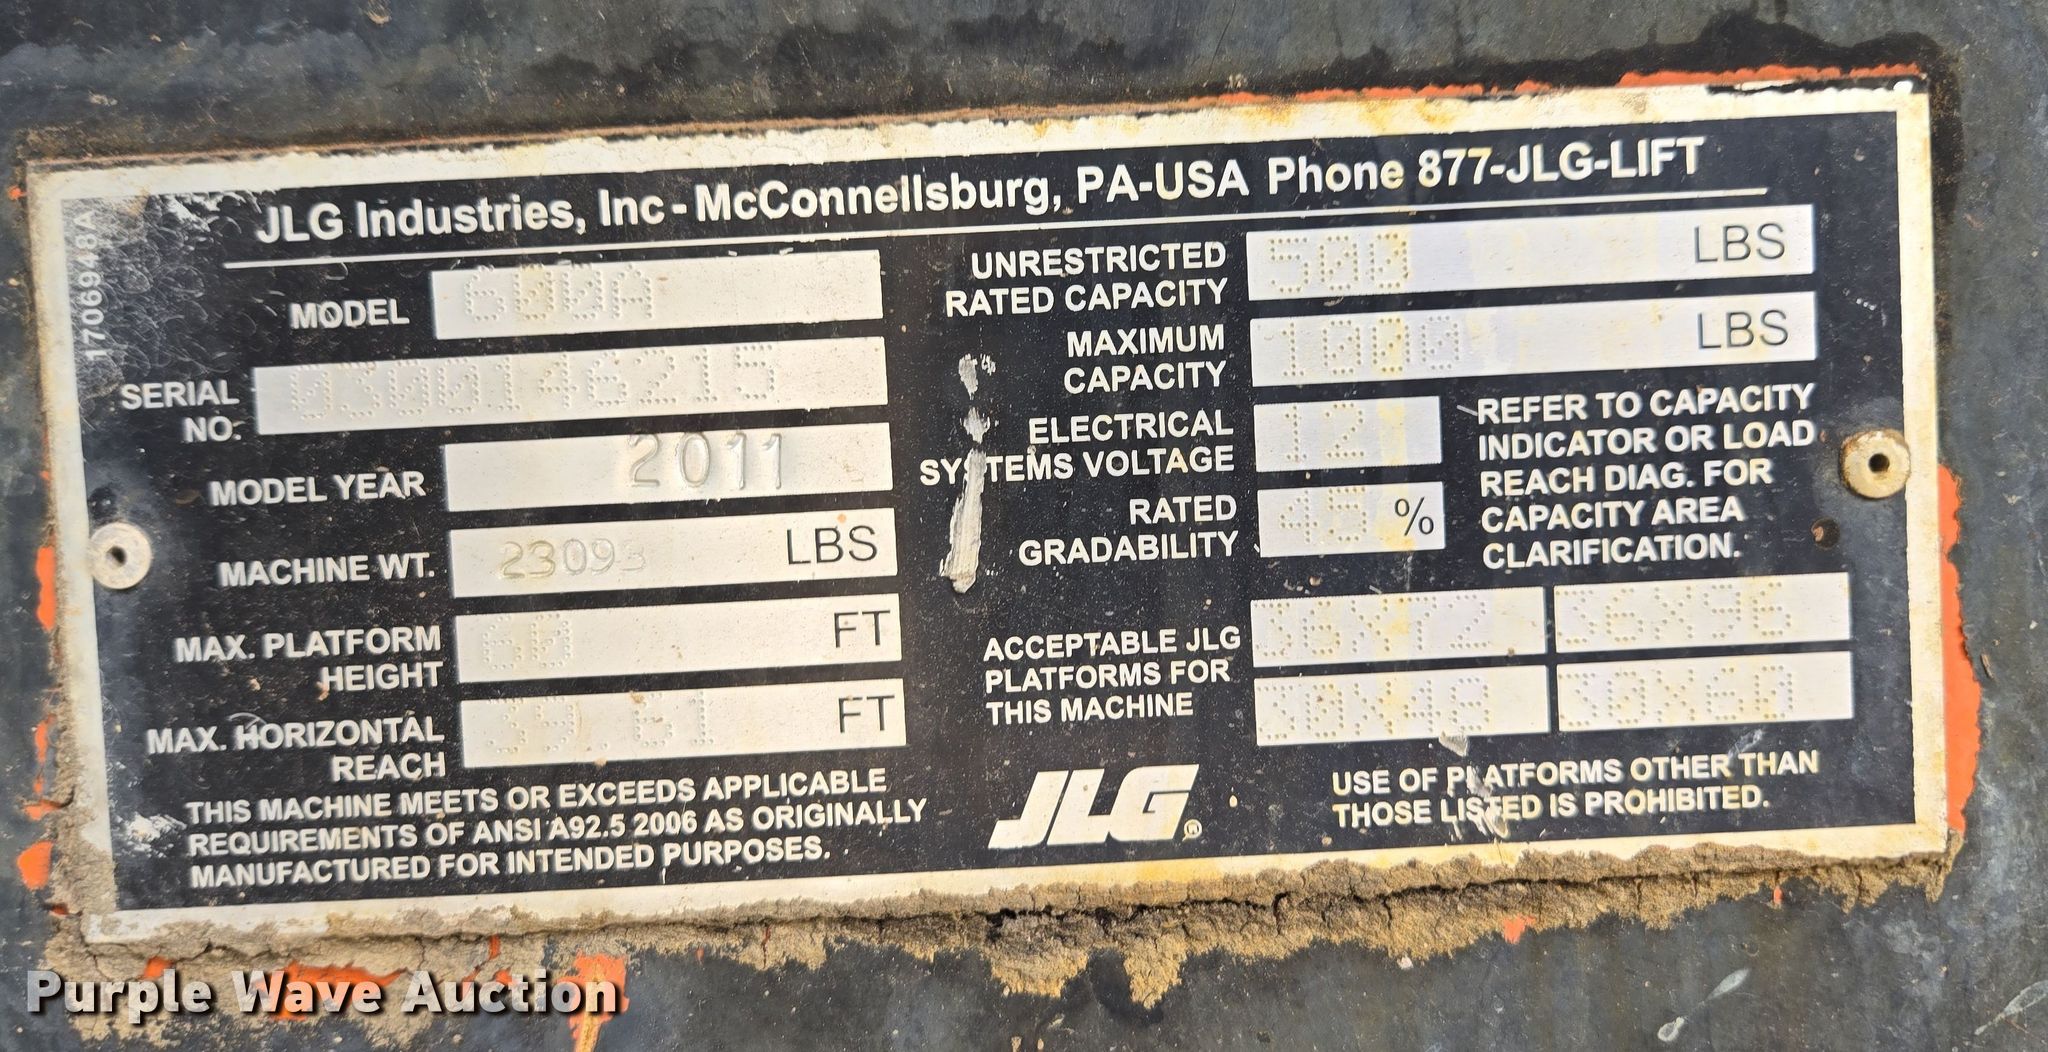 JLG Industries, Inc - McConnellsburg, PA-USA Phone 877-JLG-LIFT
1706948A
MODEL 600A
SERIAL
NO. 0300146215
MODEL YEAR 2011
MACHINE WT. 23093 LBS
MAX. PLATFORM
HEIGHT 60 FT
MAX. HORIZONTAL
REACH 39.61 FT
THIS MACHINE MEETS OR EXCEEDS APPLICABLE
REQUIREMENTS OF ANSI A92.5 2006 AS ORIGINALLY
MANUFACTURED FOR INTENDED PURPOSES.
UNRESTRICTED
RATED CAPACITY 500 LBS
MAXIMUM
CAPACITY 1000 LBS
ELECTRICAL
SYSTEMS VOLTAGE 12
RATED
GRADABILITY 45 %
REFER TO CAPACITY
INDICATOR OR LOAD
REACH DIAG. FOR
CAPACITY AREA
CLARIFICATION.
ACCEPTABLE JLG
PLATFORMS FOR
THIS MACHINE
36X72 36X96
30X48 30X60
JLG®
USE OF PLATFORMS OTHER THAN
THOSE LISTED IS PROHIBITED.
Purple Wave Auction